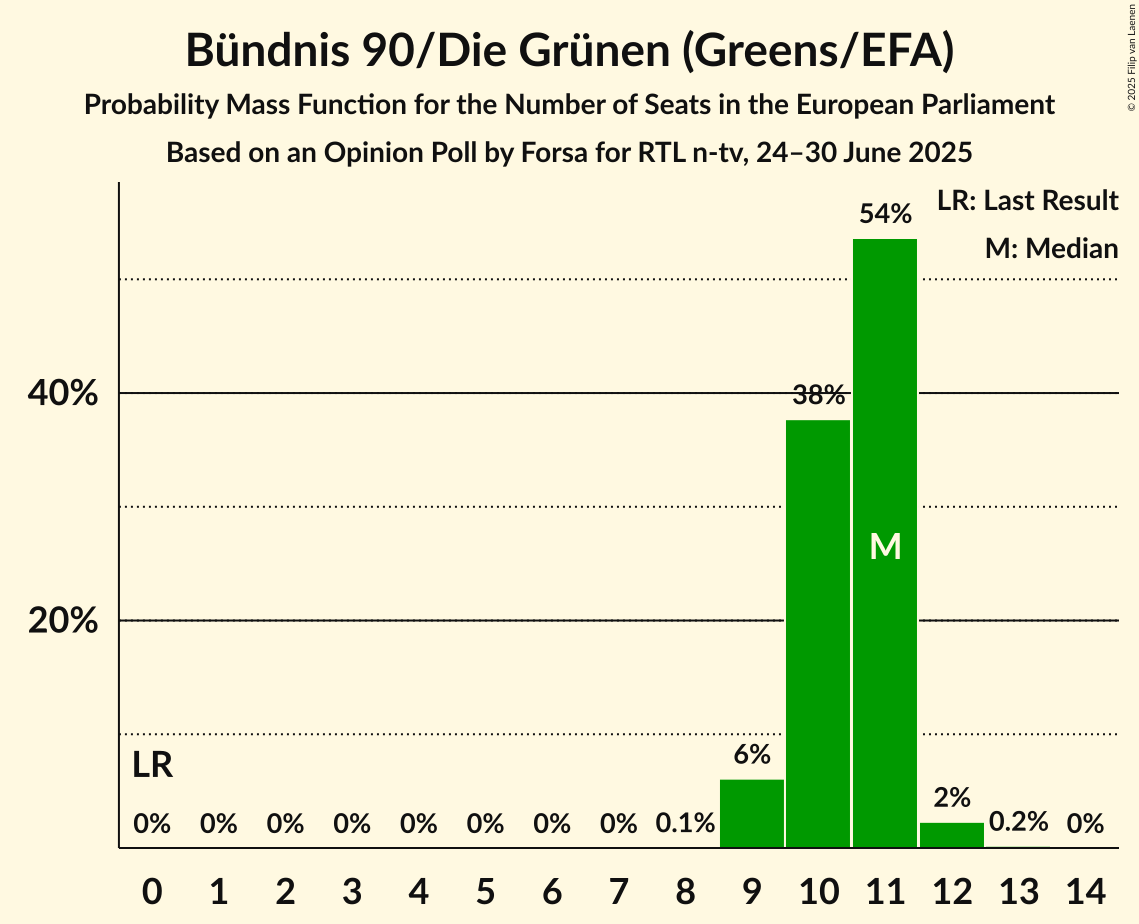 Bündnis 90/Die Grünen (Greens/EFA)
Probability Mass Function for the Number of Seats in the European Parliament
Based on an Opinion Poll by Forsa for RTL n-tv, 24–30 June 2025
© 2025 Filip van Laenen
LR: Last Result
M: Median
54%
40%
38%
M
20%
LR
6%
2%
0% 0% 0% 0% 0% 0% 0% 0% 0.1% 0.2% 0%
0 1 2 3 4 5 6 7 8 9 10 11 12 13 14